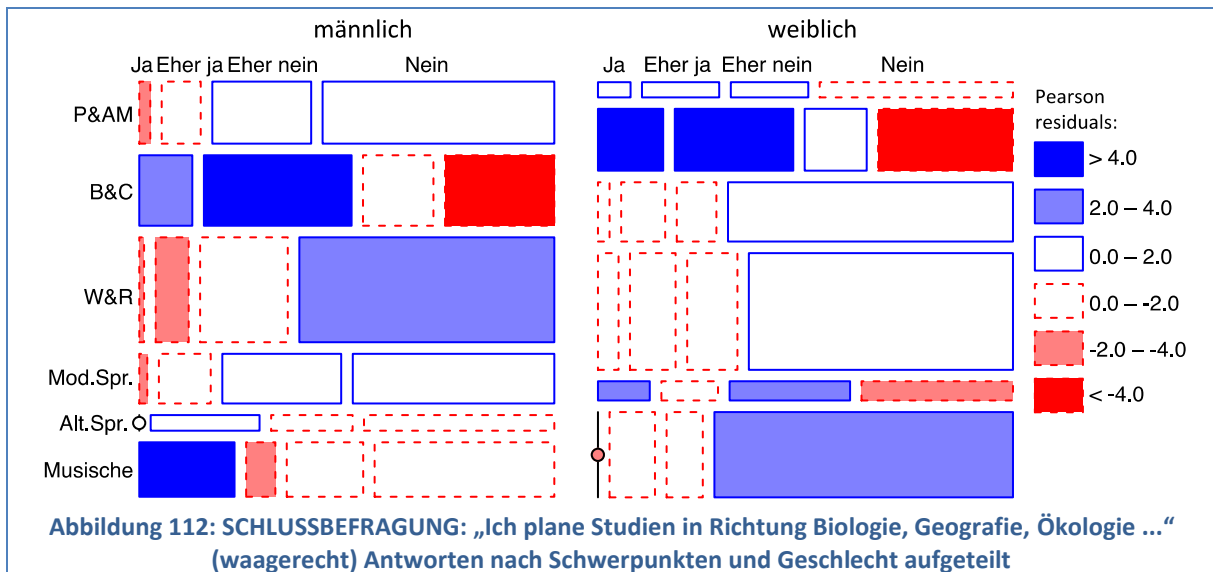 männlich
weiblich
Ja Eher ja Eher nein Nein
Ja Eher ja Eher nein Nein
P&AM
B&C
W&R
Mod.Spr.
Alt.Spr.
Musische
Pearson
residuals:
> 4.0
2.0 – 4.0
0.0 – 2.0
0.0 – -2.0
-2.0 – -4.0
< -4.0
Abbildung 112: SCHLUSSBEFRAGUNG: „Ich plane Studien in Richtung Biologie, Geografie, Ökologie ...“
(waagerecht) Antworten nach Schwerpunkten und Geschlecht aufgeteilt